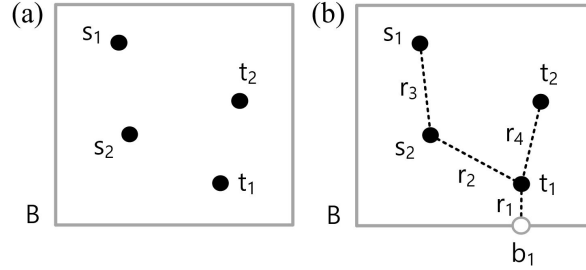 (a)
s₁
t₂
s₂
t₁
B
(b)
s₁
t₂
r₃
r₄
s₂
r₂
t₁
r₁
B
b₁